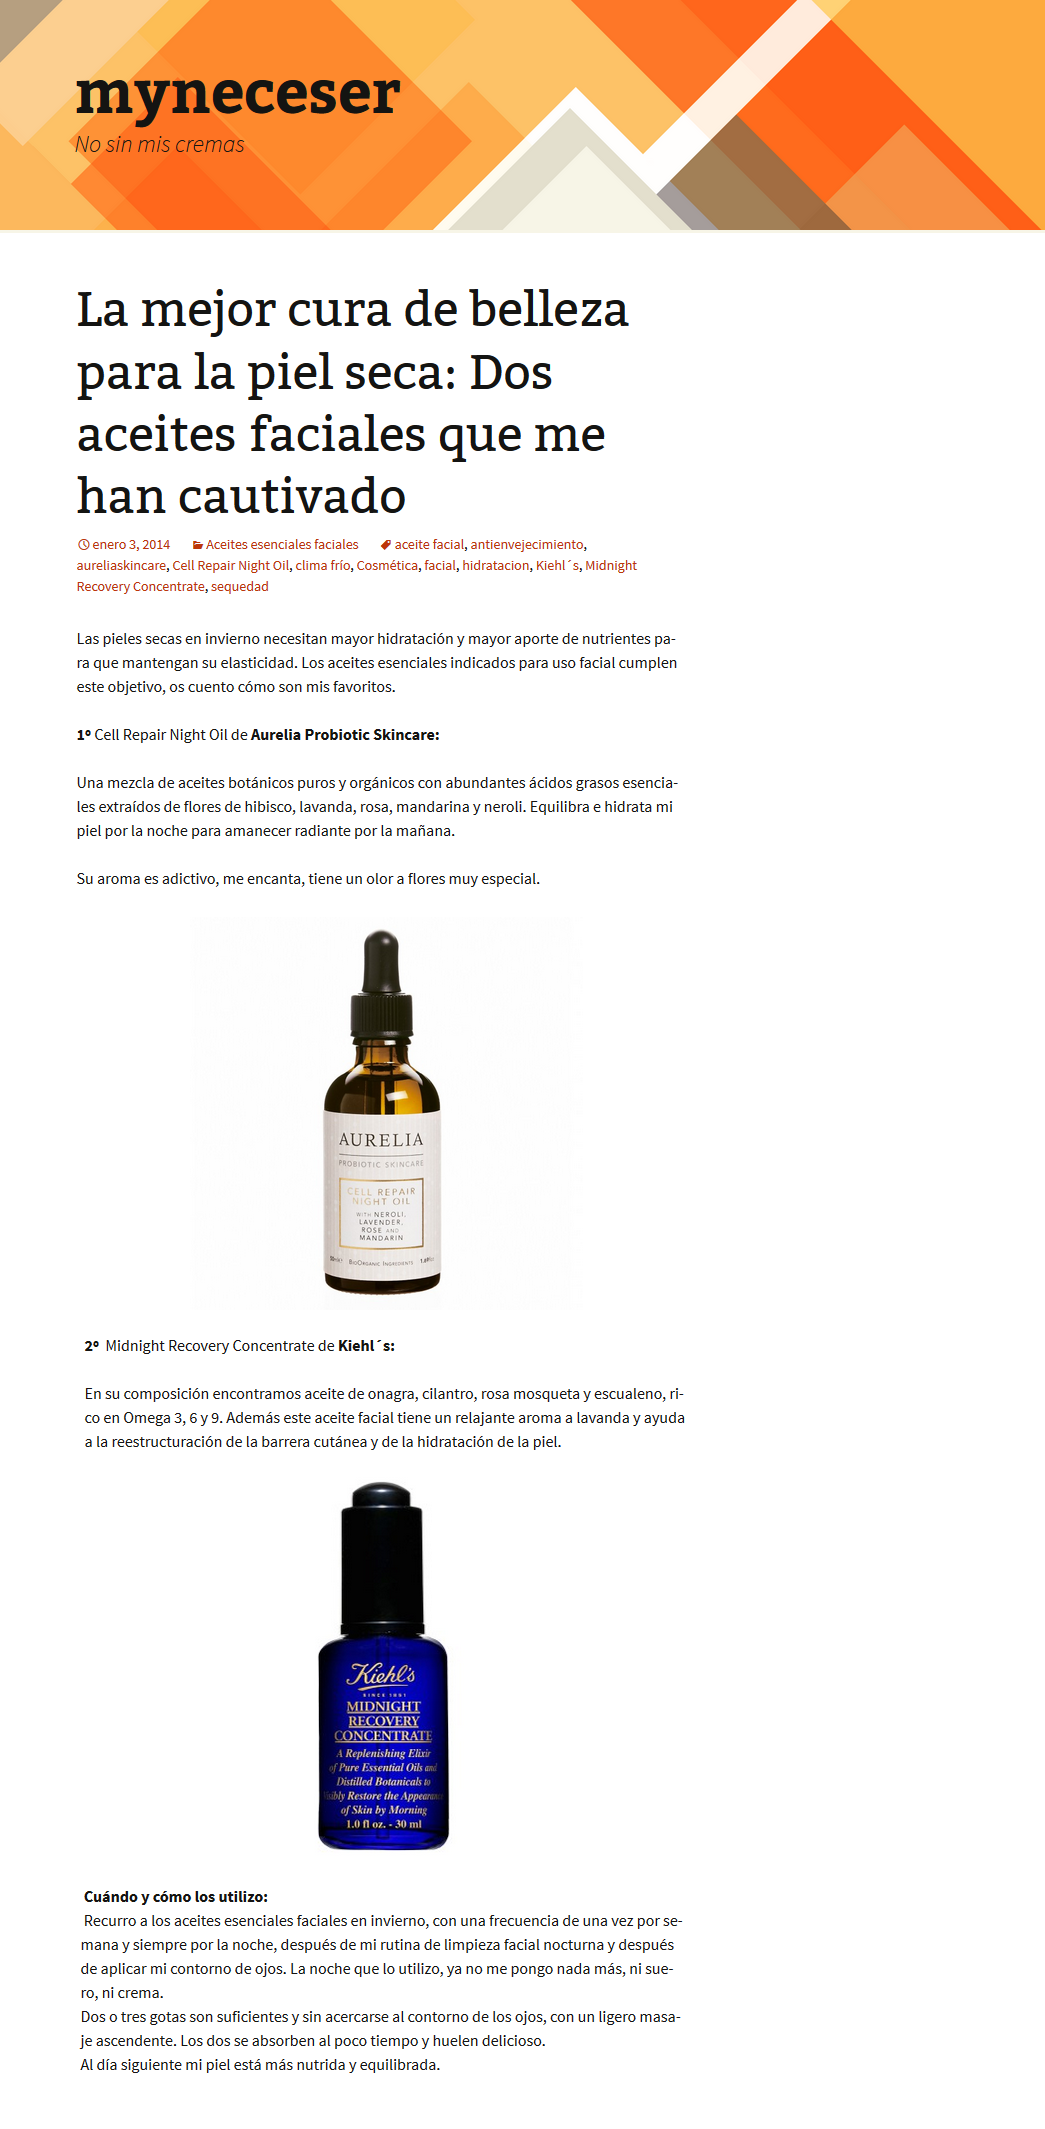 myneceser
No sin mis cremas
La mejor cura de belleza
para la piel seca: Dos
aceites faciales que me
han cautivado
enero 3, 2014 Aceites esenciales faciales aceite facial, antienvejecimiento,
aureliaskincare, Cell Repair Night Oil, clima frío, Cosmética, facial, hidratacion, Kiehl´s, Midnight
Recovery Concentrate, sequedad
Las pieles secas en invierno necesitan mayor hidratación y mayor aporte de nutrientes pa-
ra que mantengan su elasticidad. Los aceites esenciales indicados para uso facial cumplen
este objetivo, os cuento cómo son mis favoritos.
1º Cell Repair Night Oil de Aurelia Probiotic Skincare:
Una mezcla de aceites botánicos puros y orgánicos con abundantes ácidos grasos esencia-
les extraídos de flores de hibisco, lavanda, rosa, mandarina y neroli. Equilibra e hidrata mi
piel por la noche para amanecer radiante por la mañana.
Su aroma es adictivo, me encanta, tiene un olor a flores muy especial.
AURELIA
PROBIOTIC SKINCARE
CELL REPAIR
NIGHT OIL
WITH NEROLI,
LAVENDER,
ROSE AND
MANDARIN
BIOORGANIC INGREDIENTS
2º Midnight Recovery Concentrate de Kiehl´s:
En su composición encontramos aceite de onagra, cilantro, rosa mosqueta y escualeno, ri-
co en Omega 3, 6 y 9. Además este aceite facial tiene un relajante aroma a lavanda y ayuda
a la reestructuración de la barrera cutánea y de la hidratación de la piel.
Kiehl's
SINCE 1851
MIDNIGHT
RECOVERY
CONCENTRATE
A Replenishing Elixir
of Pure Essential Oils and
Distilled Botanicals to
Visibly Restore the Appearance
of Skin by Morning
1.0 fl oz. - 30 ml
Cuándo y cómo los utilizo:
Recurro a los aceites esenciales faciales en invierno, con una frecuencia de una vez por se-
mana y siempre por la noche, después de mi rutina de limpieza facial nocturna y después
de aplicar mi contorno de ojos. La noche que lo utilizo, ya no me pongo nada más, ni sue-
ro, ni crema.
Dos o tres gotas son suficientes y sin acercarse al contorno de los ojos, con un ligero masa-
je ascendente. Los dos se absorben al poco tiempo y huelen delicioso.
Al día siguiente mi piel está más nutrida y equilibrada.